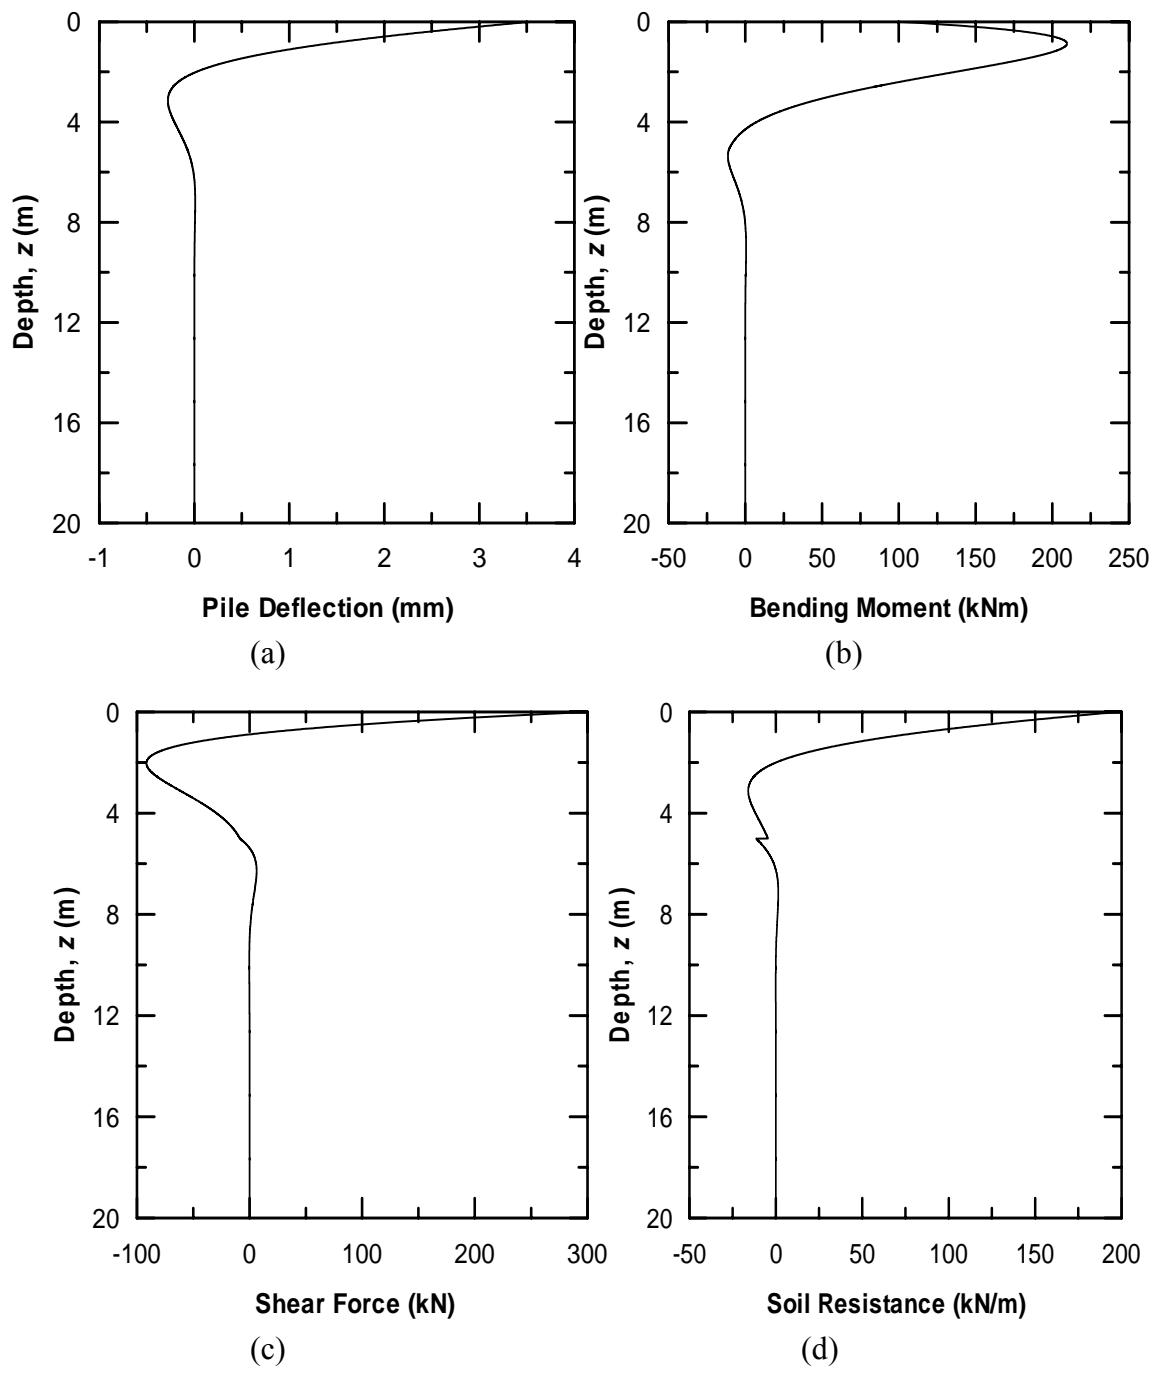 0
4
8
12
16
20
Depth, z (m)
-1 0 1 2 3 4
Pile Deflection (mm)
(a)
0
4
8
12
16
20
Depth, z (m)
-50 0 50 100 150 200 250
Bending Moment (kNm)
(b)
0
4
8
12
16
20
Depth, z (m)
-100 0 100 200 300
Shear Force (kN)
(c)
0
4
8
12
16
20
Depth, z (m)
-50 0 50 100 150 200
Soil Resistance (kN/m)
(d)